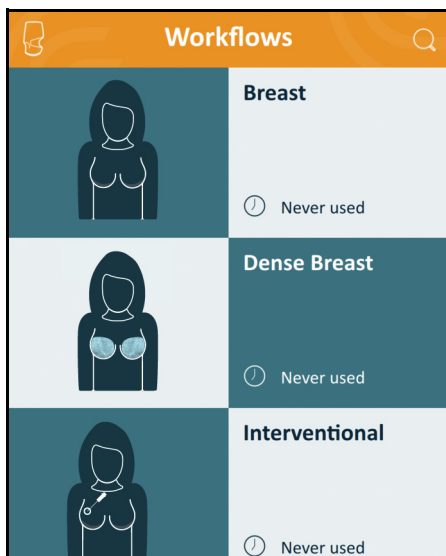 Workflows
Breast
Never used
Dense Breast
Never used
Interventional
Never used